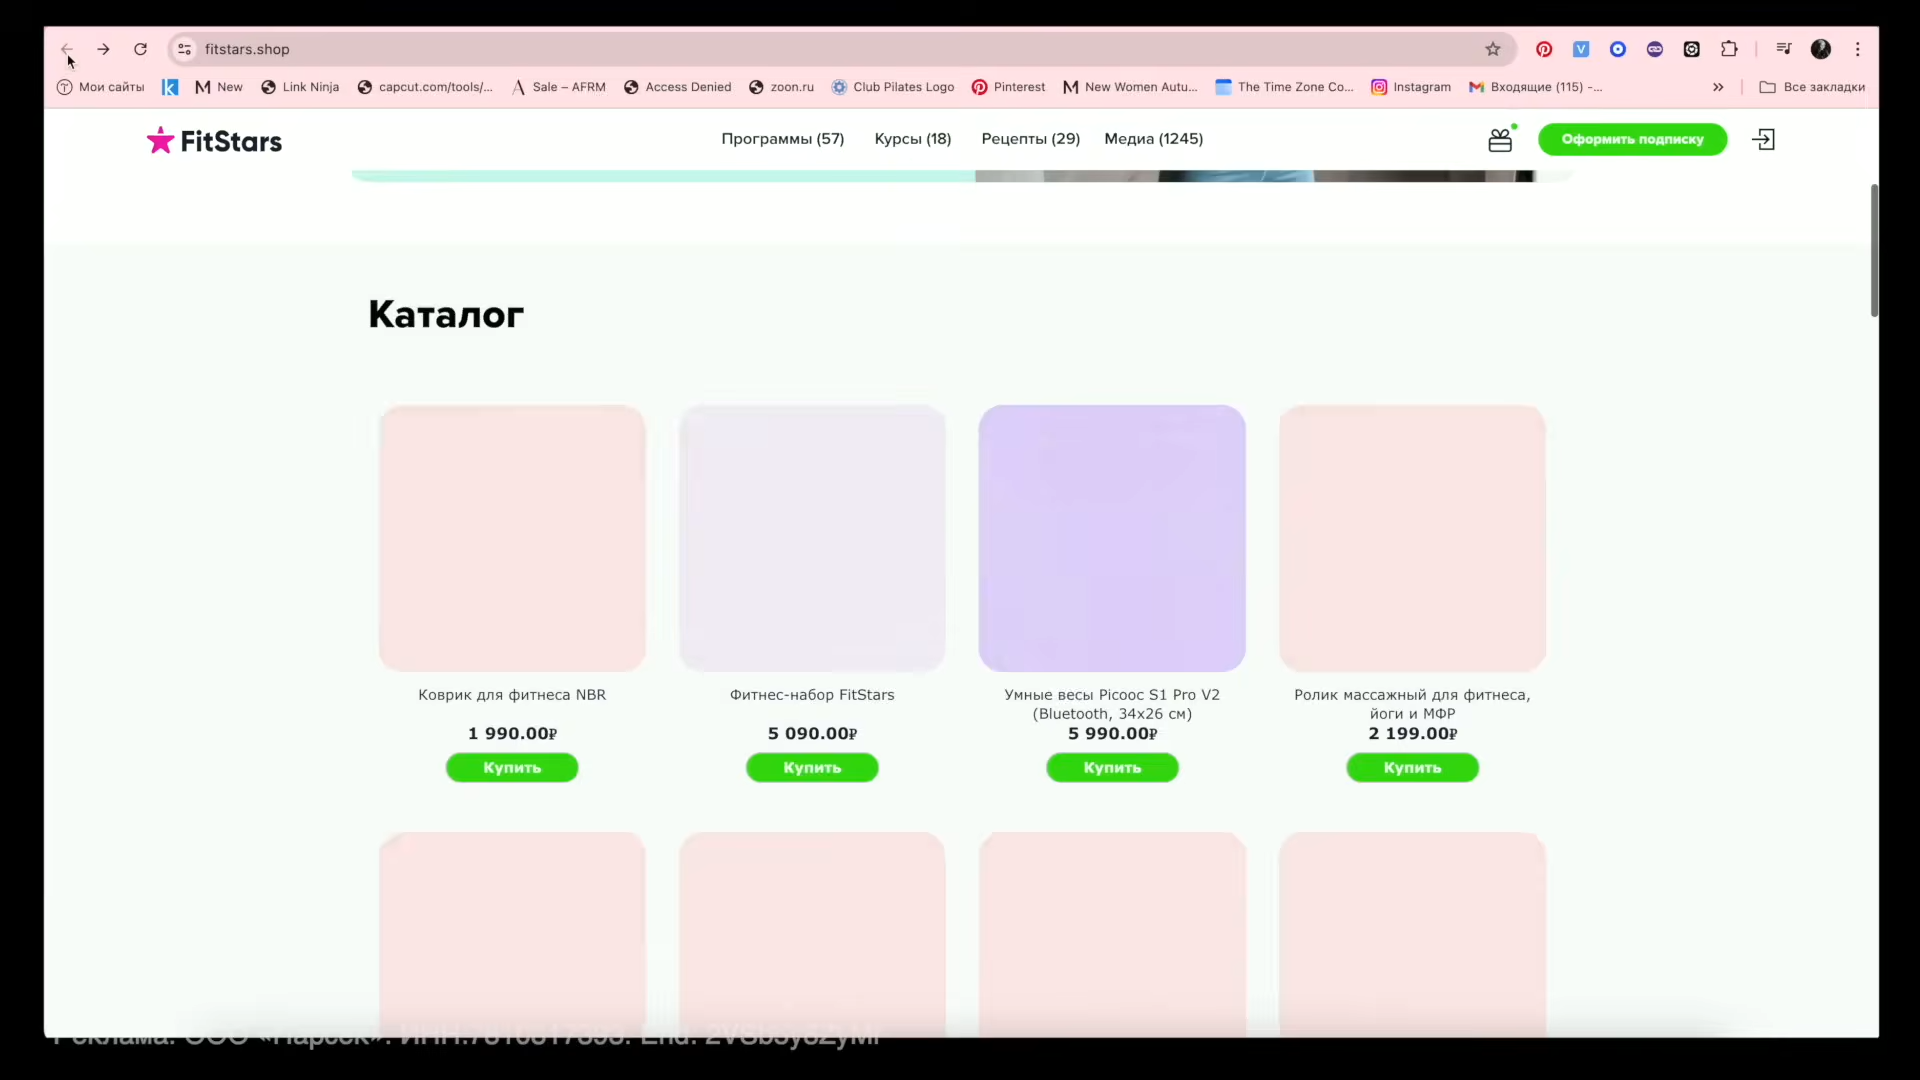 fitstars.shop
Мои сайты New Link Ninja capcut.com/tools/... Sale – AFRM Access Denied zoon.ru Club Pilates Logo Pinterest New Women Autu... The Time Zone Co... Instagram Входящие (115) -... Все закладки
FitStars Программы (57) Курсы (18) Рецепты (29) Медиа (1245) Оформить подписку
Каталог
Коврик для фитнеса NBR
1 990.00₽
Купить
Фитнес-набор FitStars
5 090.00₽
Купить
Умные весы Picooc S1 Pro V2
(Bluetooth, 34x26 см)
5 990.00₽
Купить
Ролик массажный для фитнеса,
йоги и МФР
2 199.00₽
Купить
Реклама. ООО